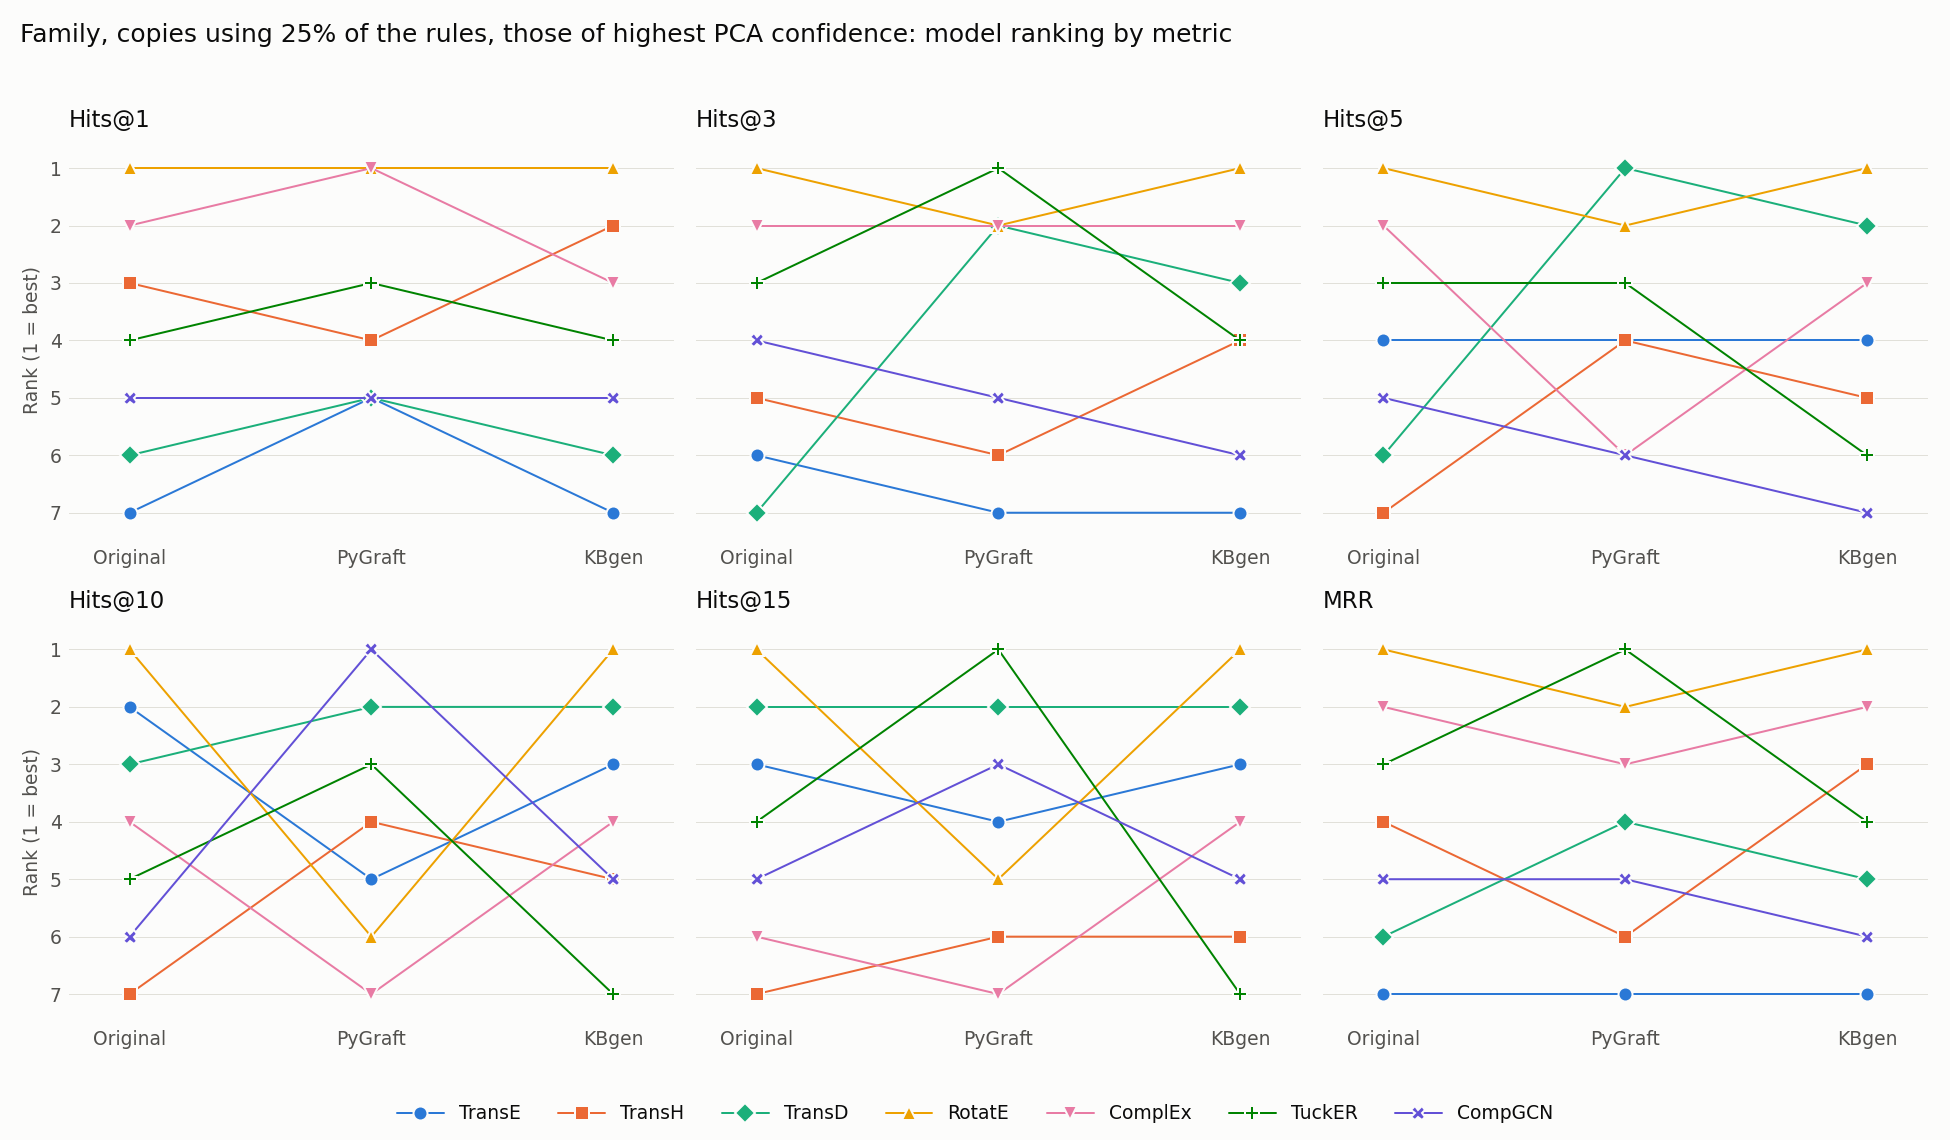 Family, copies using 25% of the rules, those of highest PCA confidence: model ranking by metric
Hits@1
Hits@3
Hits@5
Rank (1 = best)
1
2
3
4
5
6
7
Original
PyGraft
KBgen
Original
PyGraft
KBgen
Original
PyGraft
KBgen
Hits@10
Hits@15
MRR
Rank (1 = best)
1
2
3
4
5
6
7
Original
PyGraft
KBgen
Original
PyGraft
KBgen
Original
PyGraft
KBgen
TransE
TransH
TransD
RotatE
ComplEx
TuckER
CompGCN